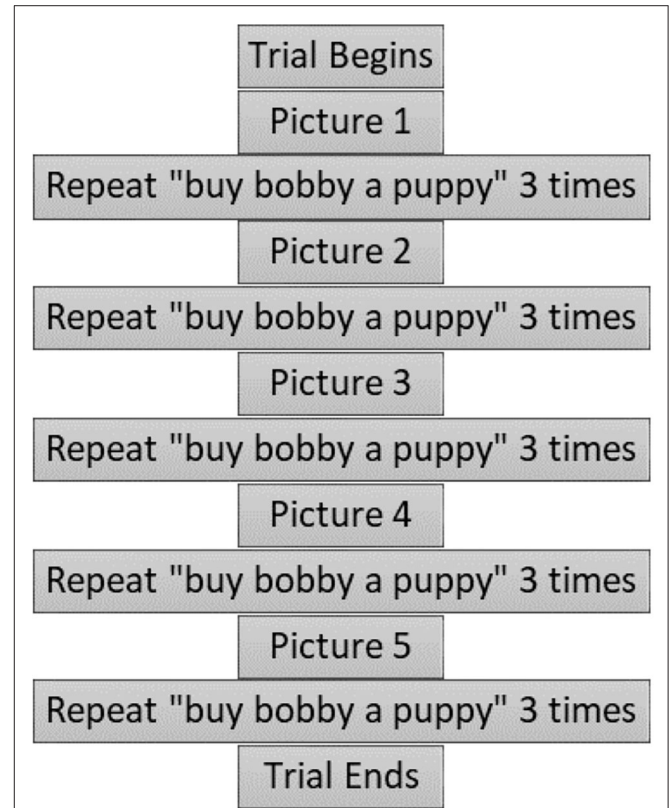 Trial Begins
Picture 1
Repeat "buy bobby a puppy" 3 times
Picture 2
Repeat "buy bobby a puppy" 3 times
Picture 3
Repeat "buy bobby a puppy" 3 times
Picture 4
Repeat "buy bobby a puppy" 3 times
Picture 5
Repeat "buy bobby a puppy" 3 times
Trial Ends